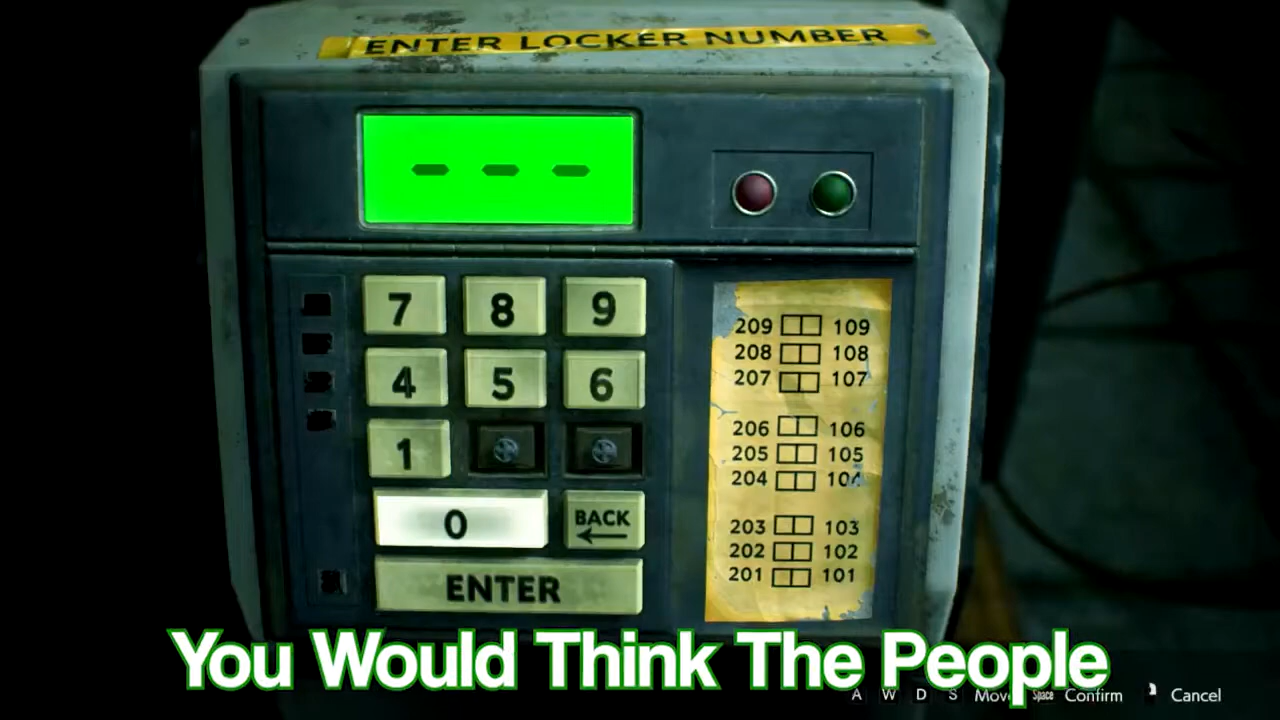 ENTER LOCKER NUMBER
- - -
7 8 9
4 5 6
1
0 BACK
ENTER
209 109
208 108
207 107
206 106
205 105
204 104
203 103
202 102
201 101
You Would Think The People
A W D S Move Space Confirm Cancel